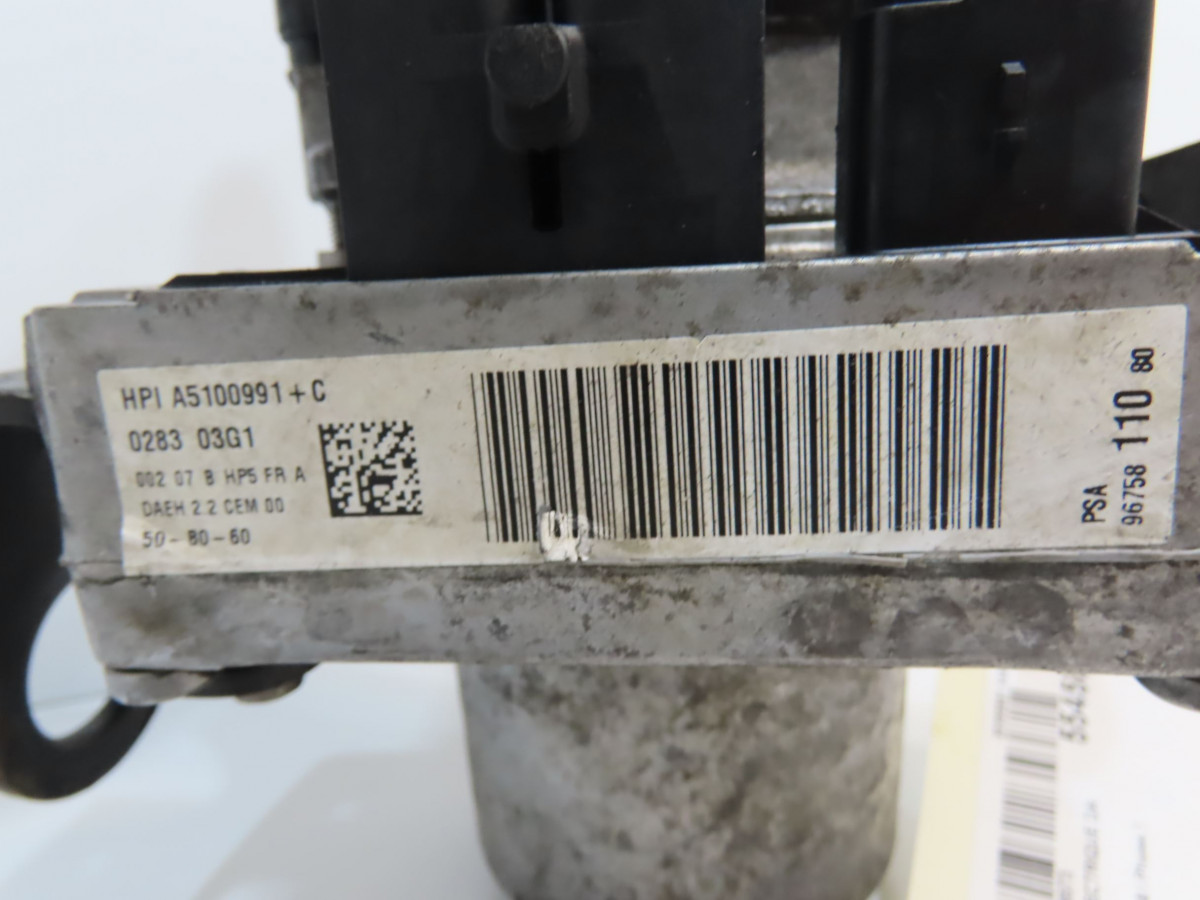 HPI A5100991+C
0283 03G1
002 07 B HP5 FR A
DAEH 2.2 CEM 00
50-80-60
PSA
96758 110 80